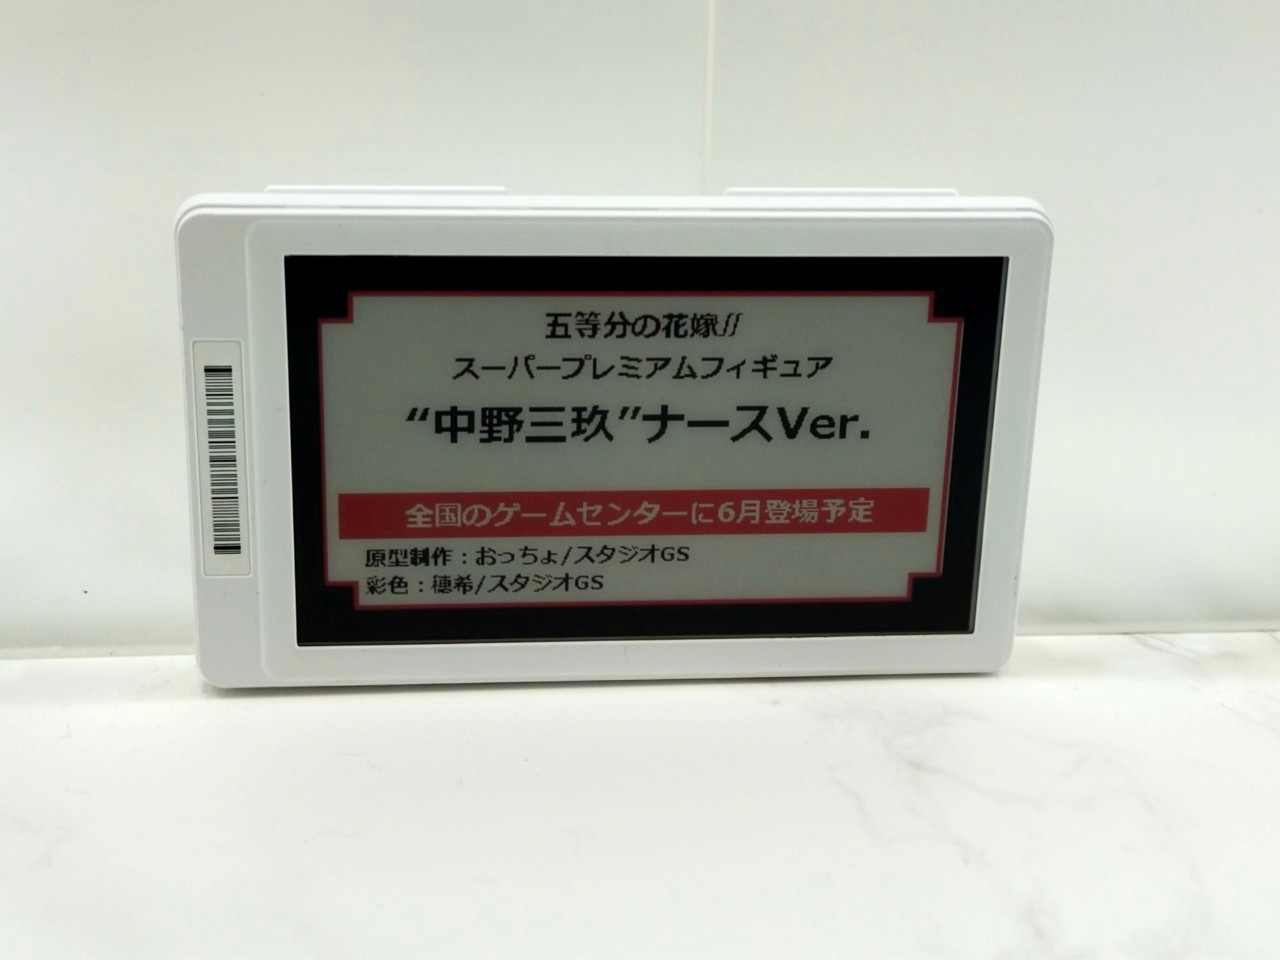 五等分の花嫁∬
スーパープレミアムフィギュア
“中野三玖”ナースVer.
全国のゲームセンターに6月登場予定
原型制作：おっちょ/スタジオGS
彩色：穂希/スタジオGS